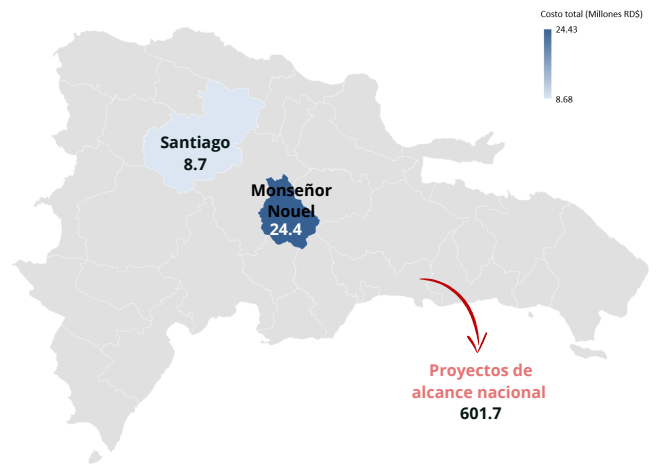 Costo total (Millones RD$)
24.43
8.68
Santiago
8.7
Monseñor
Nouel
24.4
Proyectos de
alcance nacional
601.7